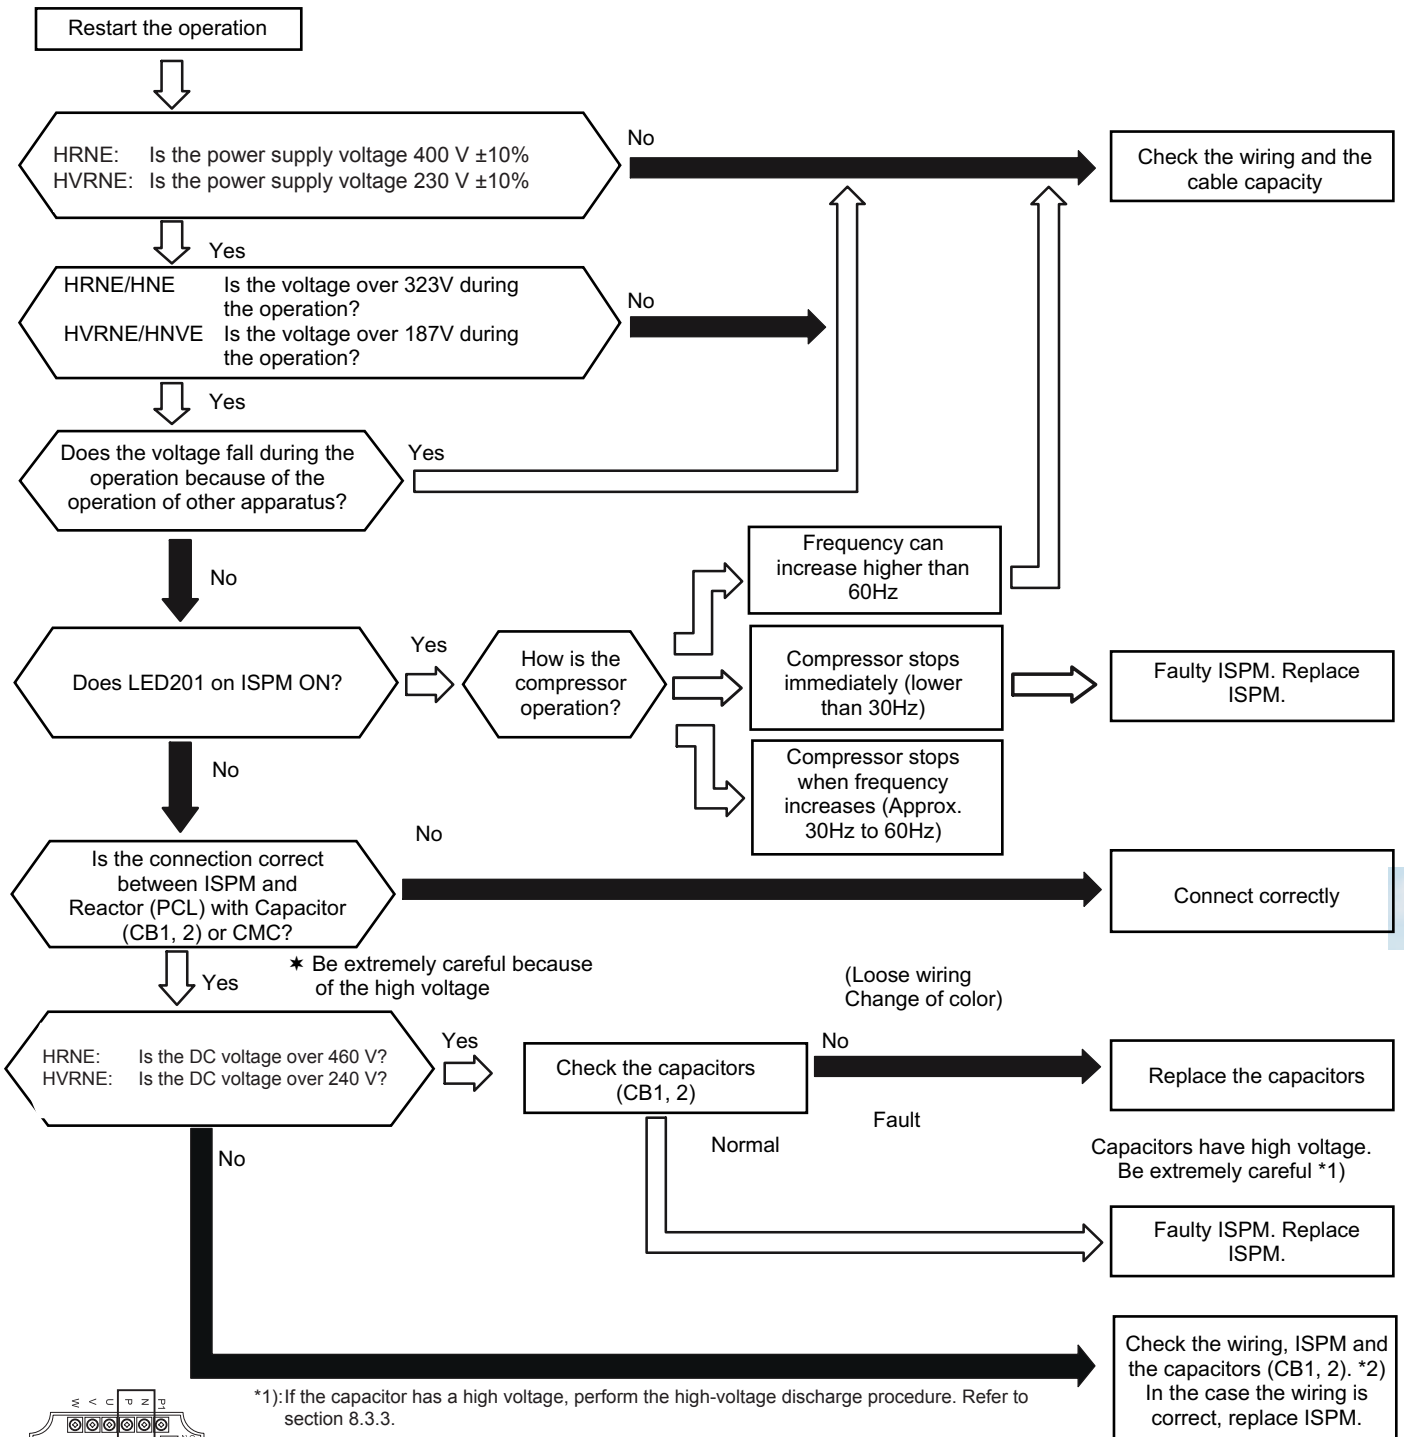 Restart the operation
HRNE: Is the power supply voltage 400 V ±10%
HVRNE: Is the power supply voltage 230 V ±10%
No
Check the wiring and the
cable capacity
Yes
HRNE/HNE Is the voltage over 323V during
the operation?
HVRNE/HNVE Is the voltage over 187V during
the operation?
No
Yes
Does the voltage fall during the
operation because of the
operation of other apparatus?
Yes
No
Frequency can
increase higher than
60Hz
Does LED201 on ISPM ON?
Yes
How is the
compressor
operation?
Compressor stops
immediately (lower
than 30Hz)
Faulty ISPM. Replace
ISPM.
Compressor stops
when frequency
increases (Approx.
30Hz to 60Hz)
No
Is the connection correct
between ISPM and
Reactor (PCL) with Capacitor
(CB1, 2) or CMC?
No
Connect correctly
Yes
✶ Be extremely careful because
of the high voltage
(Loose wiring
Change of color)
HRNE: Is the DC voltage over 460 V?
HVRNE: Is the DC voltage over 240 V?
Yes
Check the capacitors
(CB1, 2)
No
Fault
Replace the capacitors
Normal
Capacitors have high voltage.
Be extremely careful *1)
No
Faulty ISPM. Replace
ISPM.
Check the wiring, ISPM and
the capacitors (CB1, 2). *2)
In the case the wiring is
correct, replace ISPM.
*1): If the capacitor has a high voltage, perform the high-voltage discharge procedure. Refer to
section 8.3.3.
W V U P N P1